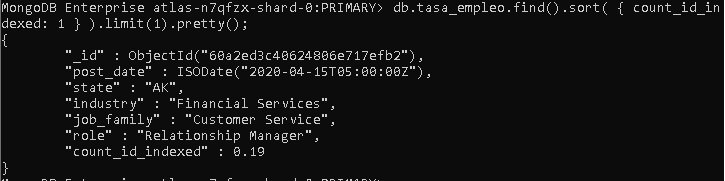 MongoDB Enterprise atlas-n7qfzx-shard-0:PRIMARY> db.tasa_empleo.find().sort( { count_id_in
dexed: 1 } ).limit(1).pretty();
{
        "_id" : ObjectId("60a2ed3c40624806e717efb2"),
        "post_date" : ISODate("2020-04-15T05:00:00Z"),
        "state" : "AK",
        "industry" : "Financial Services",
        "job_family" : "Customer Service",
        "role" : "Relationship Manager",
        "count_id_indexed" : 0.19
}